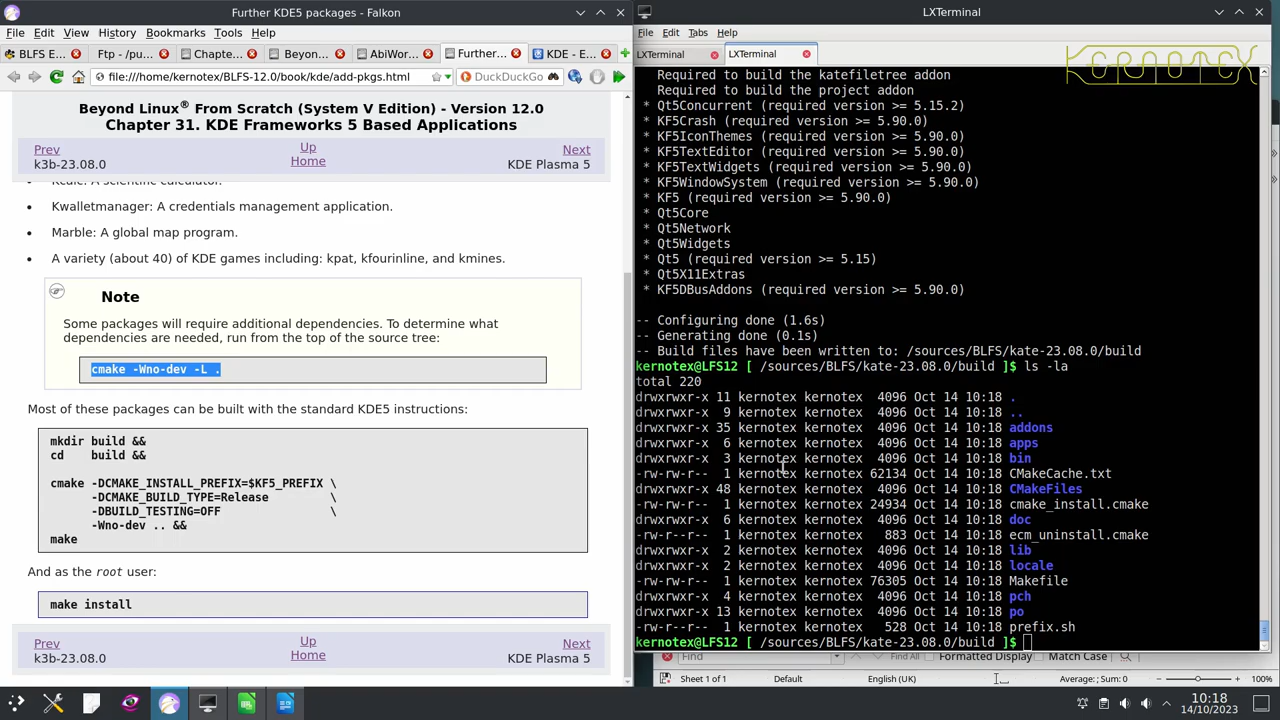 Further KDE5 packages - Falkon
File Edit View History Bookmarks Tools Help
BLFS E... Ftp - /pu... Chapte... Beyon... AbiWor... Further... KDE - E...
file:///home/kernotex/BLFS-12.0/book/kde/add-pkgs.html DuckDuckGo
Beyond Linux® From Scratch (System V Edition) - Version 12.0
Chapter 31. KDE Frameworks 5 Based Applications
Prev Up Next
k3b-23.08.0 Home KDE Plasma 5
Kcalc: A scientific calculator.
Kwalletmanager: A credentials management application.
Marble: A global map program.
A variety (about 40) of KDE games including: kpat, kfourinline, and kmines.
Note
Some packages will require additional dependencies. To determine what
dependencies are needed, run from the top of the source tree:
cmake -Wno-dev -L .
Most of these packages can be built with the standard KDE5 instructions:
mkdir build &&
cd build &&
cmake -DCMAKE_INSTALL_PREFIX=$KF5_PREFIX \
-DCMAKE_BUILD_TYPE=Release \
-DBUILD_TESTING=OFF \
-Wno-dev .. &&
make
And as the root user:
make install
Prev Up Next
k3b-23.08.0 Home KDE Plasma 5
LXTerminal
File Edit Tabs Help
LXTerminal LXTerminal
KERNOTEX
Required to build the katefiletree addon
Required to build the project addon
* Qt5Concurrent (required version >= 5.15.2)
* KF5Crash (required version >= 5.90.0)
* KF5IconThemes (required version >= 5.90.0)
* KF5TextEditor (required version >= 5.90.0)
* KF5TextWidgets (required version >= 5.90.0)
* KF5WindowSystem (required version >= 5.90.0)
* KF5 (required version >= 5.90.0)
* Qt5Core
* Qt5Network
* Qt5Widgets
* Qt5 (required version >= 5.15)
* Qt5X11Extras
* KF5DBusAddons (required version >= 5.90.0)
-- Configuring done (1.6s)
-- Generating done (0.1s)
-- Build files have been written to: /sources/BLFS/kate-23.08.0/build
kernotex@LFS12 [ /sources/BLFS/kate-23.08.0/build ]$ ls -la
total 220
drwxrwxr-x 11 kernotex kernotex 4096 Oct 14 10:18 .
drwxrwxr-x 9 kernotex kernotex 4096 Oct 14 10:18 ..
drwxrwxr-x 35 kernotex kernotex 4096 Oct 14 10:18 addons
drwxrwxr-x 6 kernotex kernotex 4096 Oct 14 10:18 apps
drwxrwxr-x 3 kernotex kernotex 4096 Oct 14 10:18 bin
-rw-rw-r-- 1 kernotex kernotex 62134 Oct 14 10:18 CMakeCache.txt
drwxrwxr-x 48 kernotex kernotex 4096 Oct 14 10:18 CMakeFiles
-rw-rw-r-- 1 kernotex kernotex 24934 Oct 14 10:18 cmake_install.cmake
drwxrwxr-x 6 kernotex kernotex 4096 Oct 14 10:18 doc
-rw-r--r-- 1 kernotex kernotex 883 Oct 14 10:18 ecm_uninstall.cmake
drwxrwxr-x 2 kernotex kernotex 4096 Oct 14 10:18 lib
drwxrwxr-x 2 kernotex kernotex 4096 Oct 14 10:18 locale
-rw-rw-r-- 1 kernotex kernotex 76305 Oct 14 10:18 Makefile
drwxrwxr-x 4 kernotex kernotex 4096 Oct 14 10:18 pch
drwxrwxr-x 13 kernotex kernotex 4096 Oct 14 10:18 po
-rw-rw-r-- 1 kernotex kernotex 528 Oct 14 10:18 prefix.sh
kernotex@LFS12 [ /sources/BLFS/kate-23.08.0/build ]$
Find Find All Formatted Display Match Case
Sheet 1 of 1 Default English (UK) Average: ; Sum: 0 100%
10:18
14/10/2023